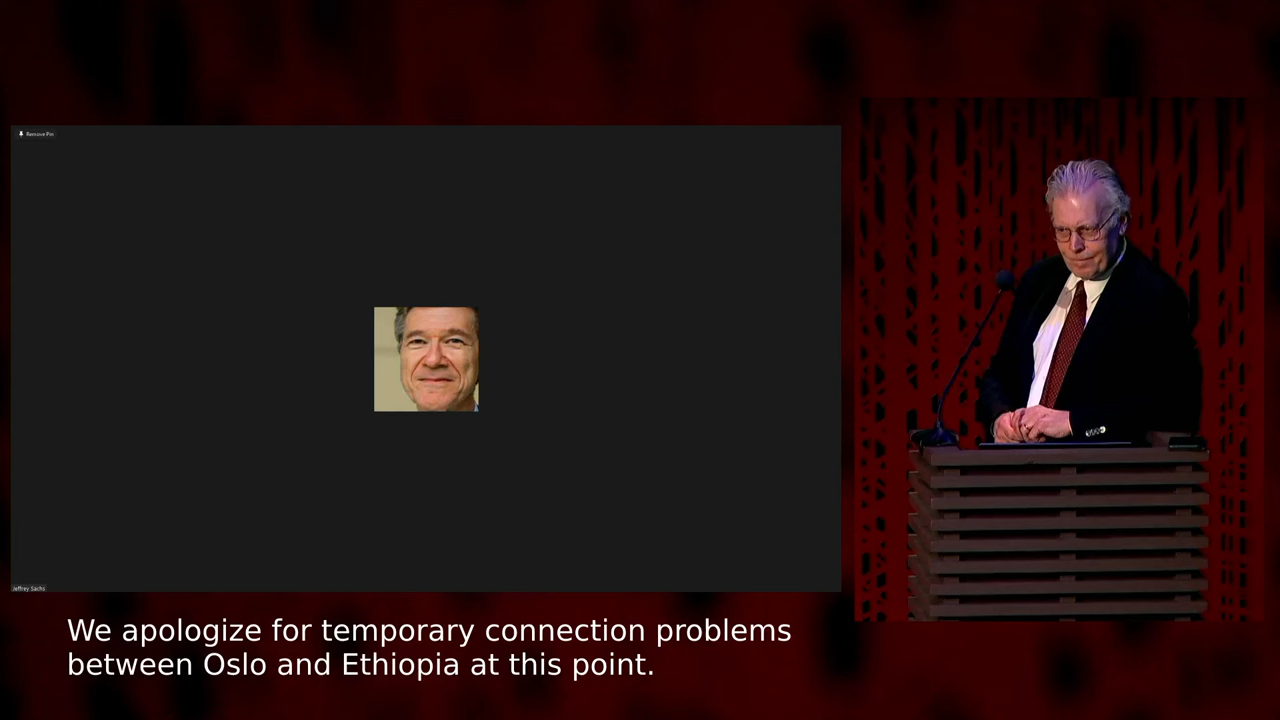 Remove Pin
Jeffrey Sachs
We apologize for temporary connection problems
between Oslo and Ethiopia at this point.